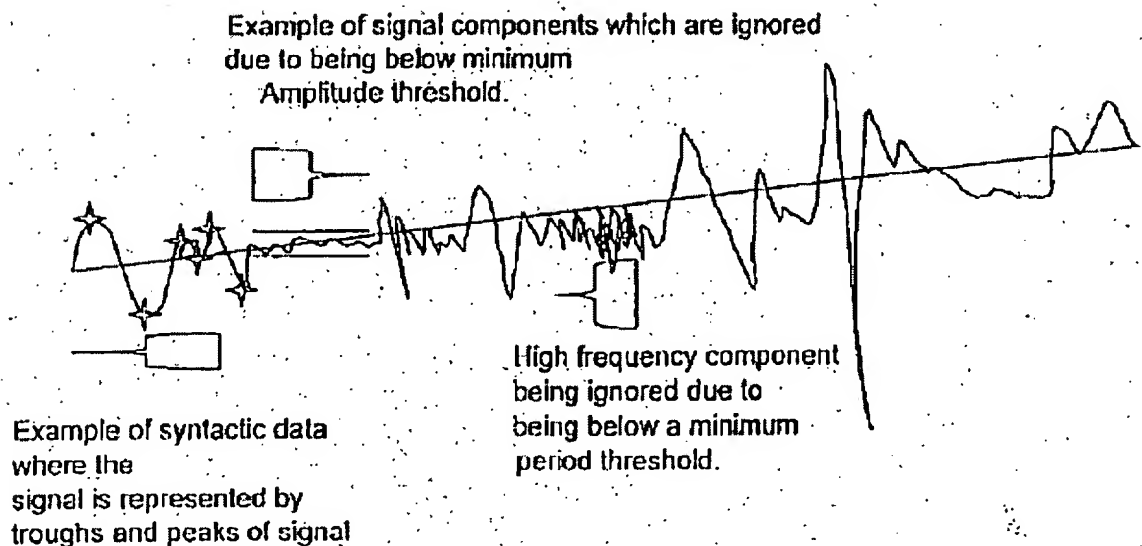 Example of signal components which are ignored
due to being below minimum
Amplitude threshold.
High frequency component
being ignored due to
being below a minimum
period threshold.
Example of syntactic data
where the
signal is represented by
troughs and peaks of signal